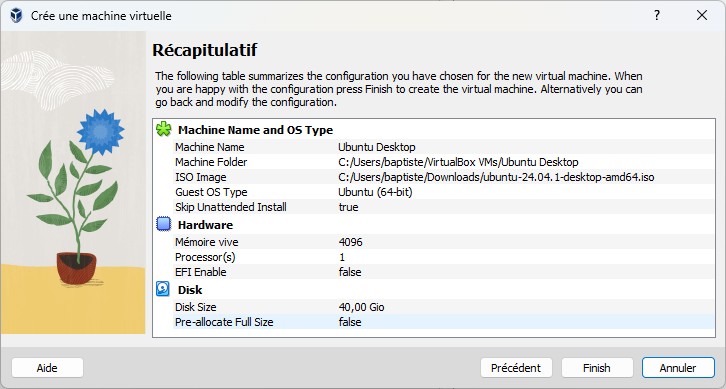 Crée une machine virtuelle
Récapitulatif
The following table summarizes the configuration you have chosen for the new virtual machine. When
you are happy with the configuration press Finish to create the virtual machine. Alternatively you can
go back and modify the configuration.
Machine Name and OS Type
Machine Name Ubuntu Desktop
Machine Folder C:/Users/baptiste/VirtualBox VMs/Ubuntu Desktop
ISO Image C:/Users/baptiste/Downloads/ubuntu-24.04.1-desktop-amd64.iso
Guest OS Type Ubuntu (64-bit)
Skip Unattended Install true
Hardware
Mémoire vive 4096
Processor(s) 1
EFI Enable false
Disk
Disk Size 40,00 Gio
Pre-allocate Full Size false
Aide Précédent Finish Annuler